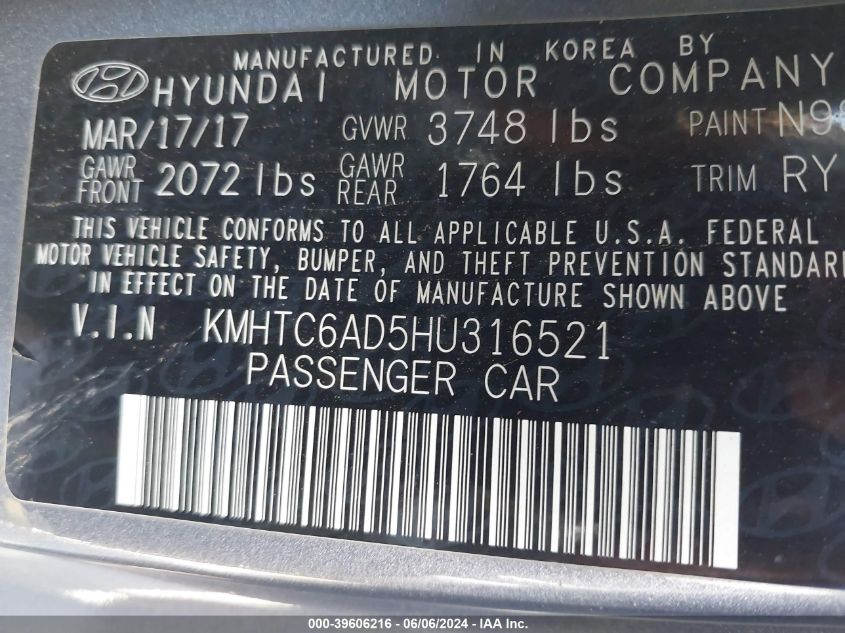 MANUFACTURED IN KOREA BY
HYUNDAI MOTOR COMPANY
MAR/17/17 GVWR 3748 lbs PAINT N9
GAWR FRONT 2072 lbs GAWR REAR 1764 lbs TRIM RY
THIS VEHICLE CONFORMS TO ALL APPLICABLE U.S.A. FEDERAL
MOTOR VEHICLE SAFETY, BUMPER, AND THEFT PREVENTION STANDAR
IN EFFECT ON THE DATE OF MANUFACTURE SHOWN ABOVE
V.I.N KMHTC6AD5HU316521
PASSENGER CAR
000-39606216 - 06/06/2024 - IAA Inc.